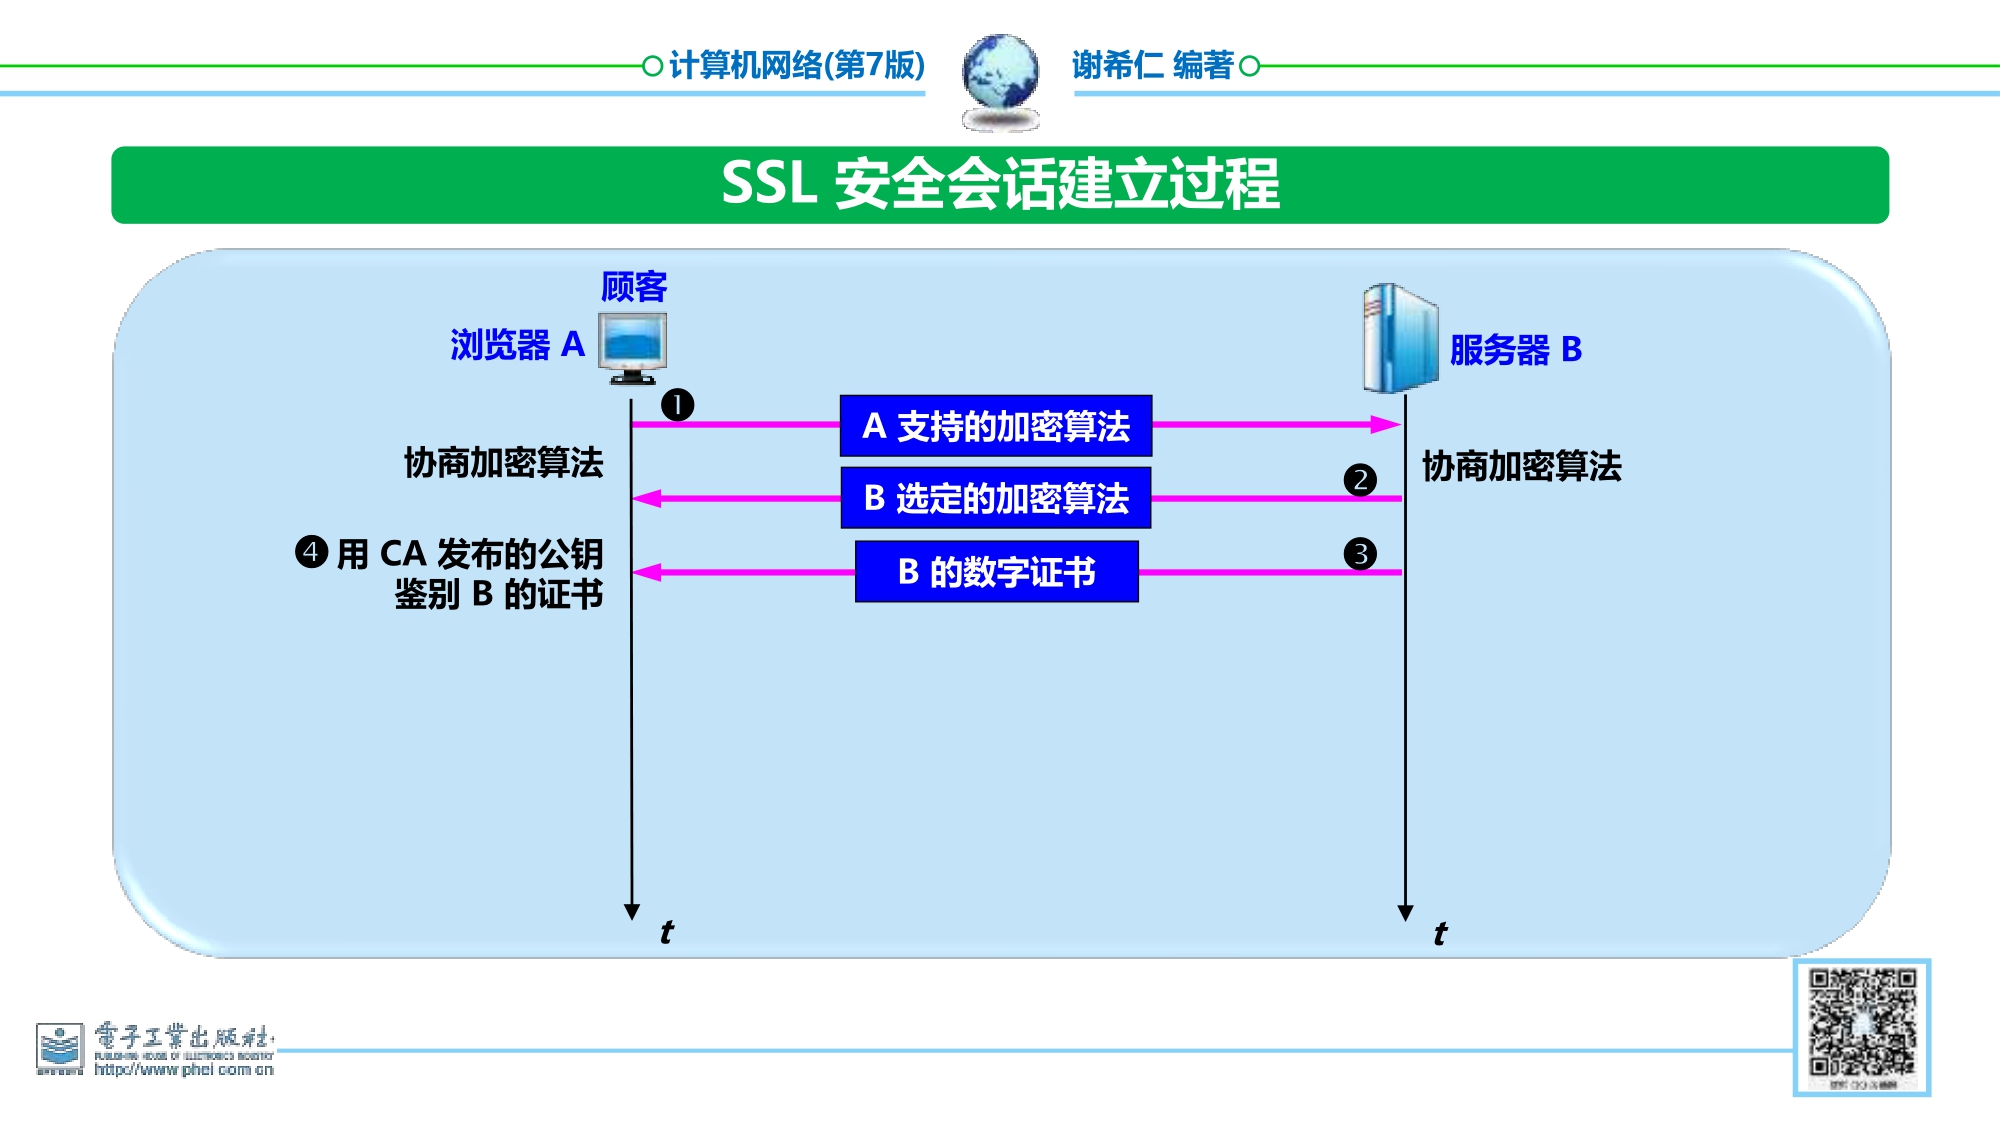 计算机网络(第7版)
谢希仁 编著
SSL 安全会话建立过程
顾客
浏览器 A
服务器 B
❶
A 支持的加密算法
协商加密算法
协商加密算法
❷
B 选定的加密算法
❸
B 的数字证书
❹ 用 CA 发布的公钥
鉴别 B 的证书
t
t
電子工業出版社
PUBLISHING HOUSE OF ELECTRONICS INDUSTRY
http://www.phei.com.cn